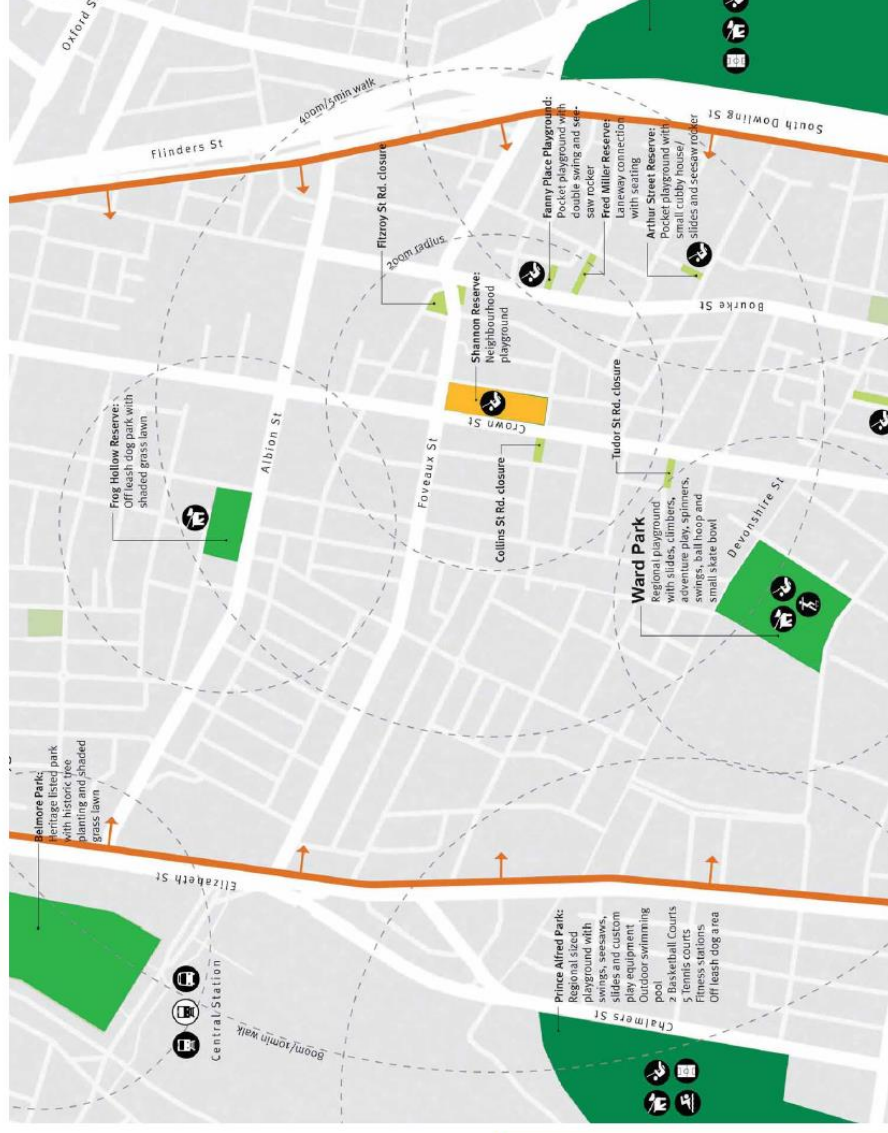 Belmore Park:
Heritage listed park
with historic tree
planting and shaded
grass lawn
Frog Hollow Reserve:
Off leash dog park with
shaded grass lawn
Oxford S
Flinders St
Elizabeth St
Central Station
800m/10min walk
Albion St
400m/5min walk
Fitzroy St Rd. closure
200m radius
Foveaux St
Shannon Reserve:
Neighbourhood
playground
Crown St
Collins St Rd. closure
Fanny Place Playground:
Pocket playground with
double swing and see-
saw rocker
Fred Miller Reserve:
Laneway connection
with seating
Arthur Street Reserve:
Pocket playground with
small cubby house/
slides and seesaw rocker
South Dowling St
Bourke St
Tudor St Rd. closure
Ward Park
Regional playground
with slides, climbers,
adventure play, spinners,
swings, ball hoop and
small skate bowl
Devonshire St
Prince Alfred Park:
Regional sized
playground with
swings, seesaws,
slides and custom
play equipment
Outdoor swimming
pool
2 Basketball Courts
5 Tennis courts
Fitness stations
Off leash dog area
Chalmers St